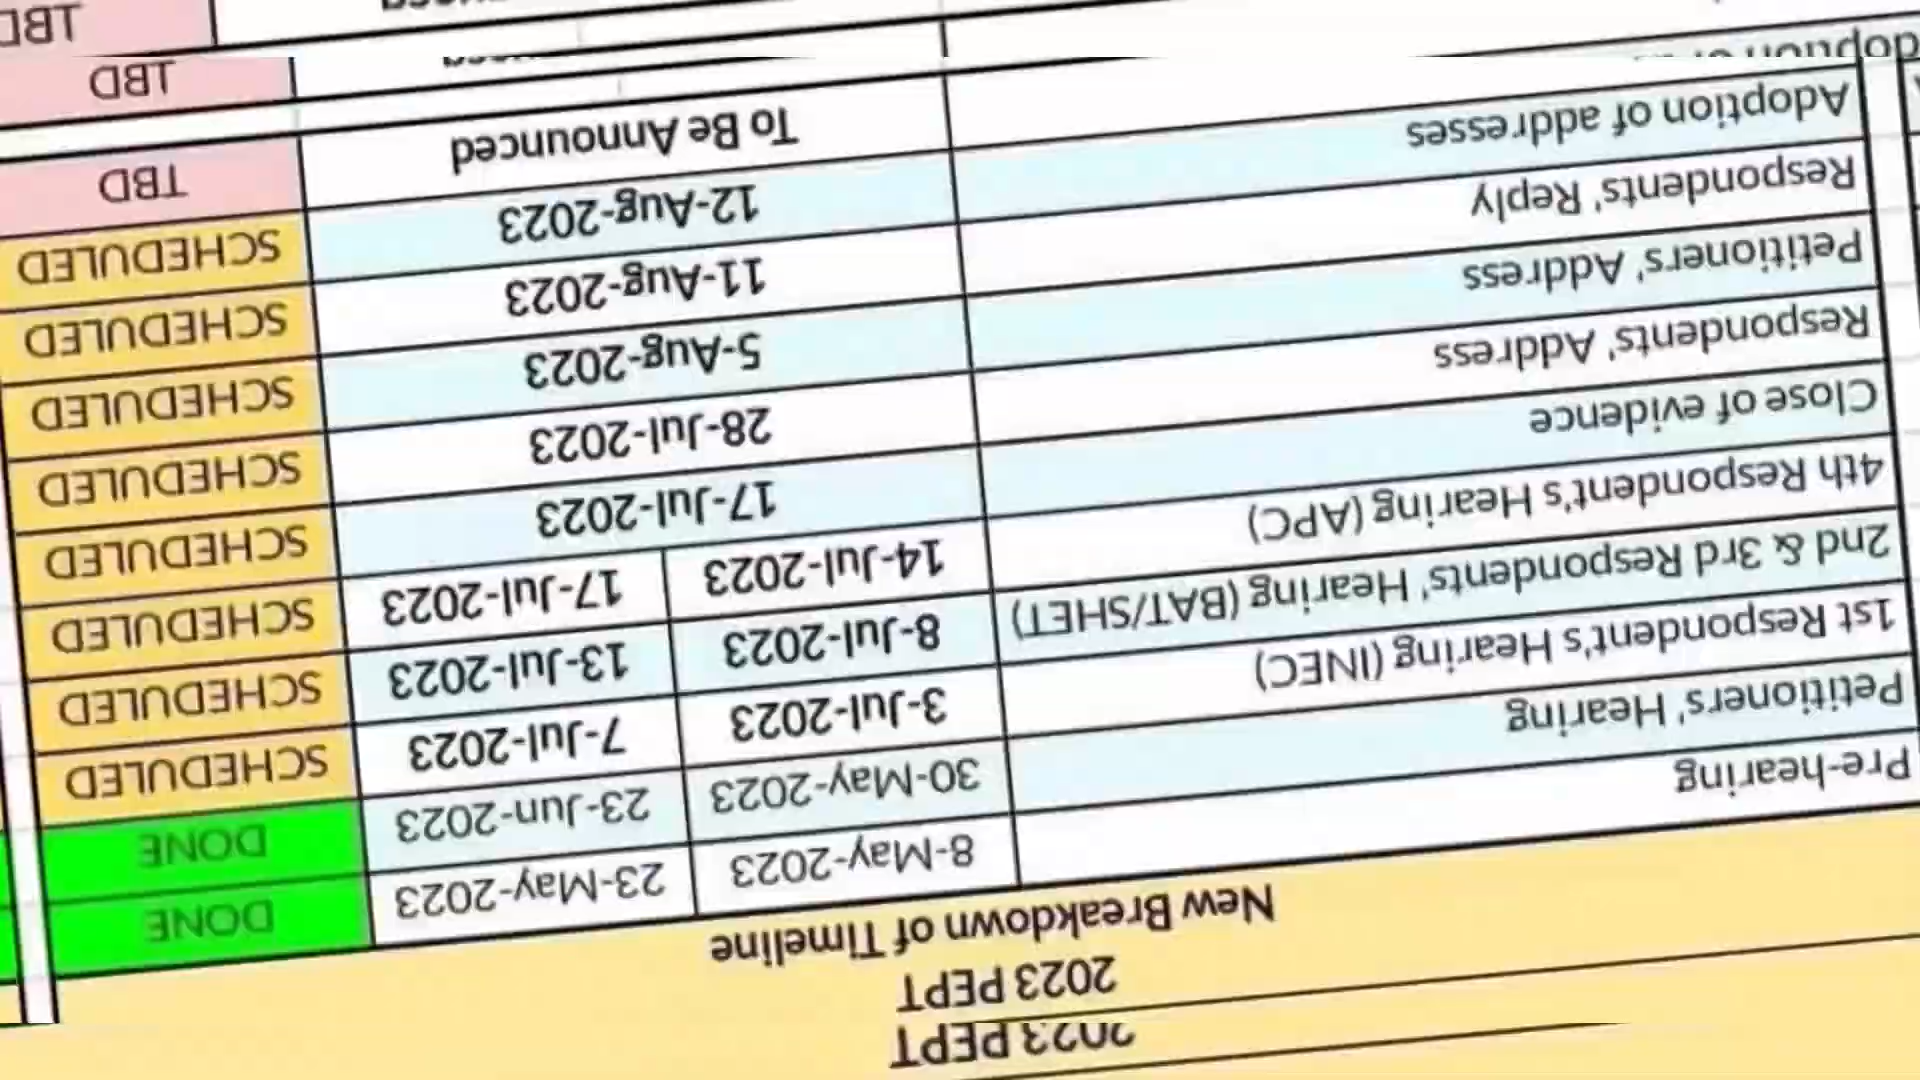 2023 PEPT
2023 PEPT
New Breakdown of Timeline
Pre-hearing 8-May-2023 23-May-2023 DONE
Petitioners' Hearing 30-May-2023 23-Jun-2023 DONE
1st Respondent's Hearing (INEC) 3-Jul-2023 7-Jul-2023 SCHEDULED
2nd & 3rd Respondents' Hearing (BAT/SHET) 8-Jul-2023 13-Jul-2023 SCHEDULED
4th Respondent's Hearing (APC) 14-Jul-2023 17-Jul-2023 SCHEDULED
Close of evidence 17-Jul-2023 SCHEDULED
Respondents' Address 28-Jul-2023 SCHEDULED
Petitioners' Address 5-Aug-2023 SCHEDULED
Respondents' Reply 11-Aug-2023 SCHEDULED
Adoption of addresses 12-Aug-2023 SCHEDULED
To Be Announced TBD
TBD
TBD